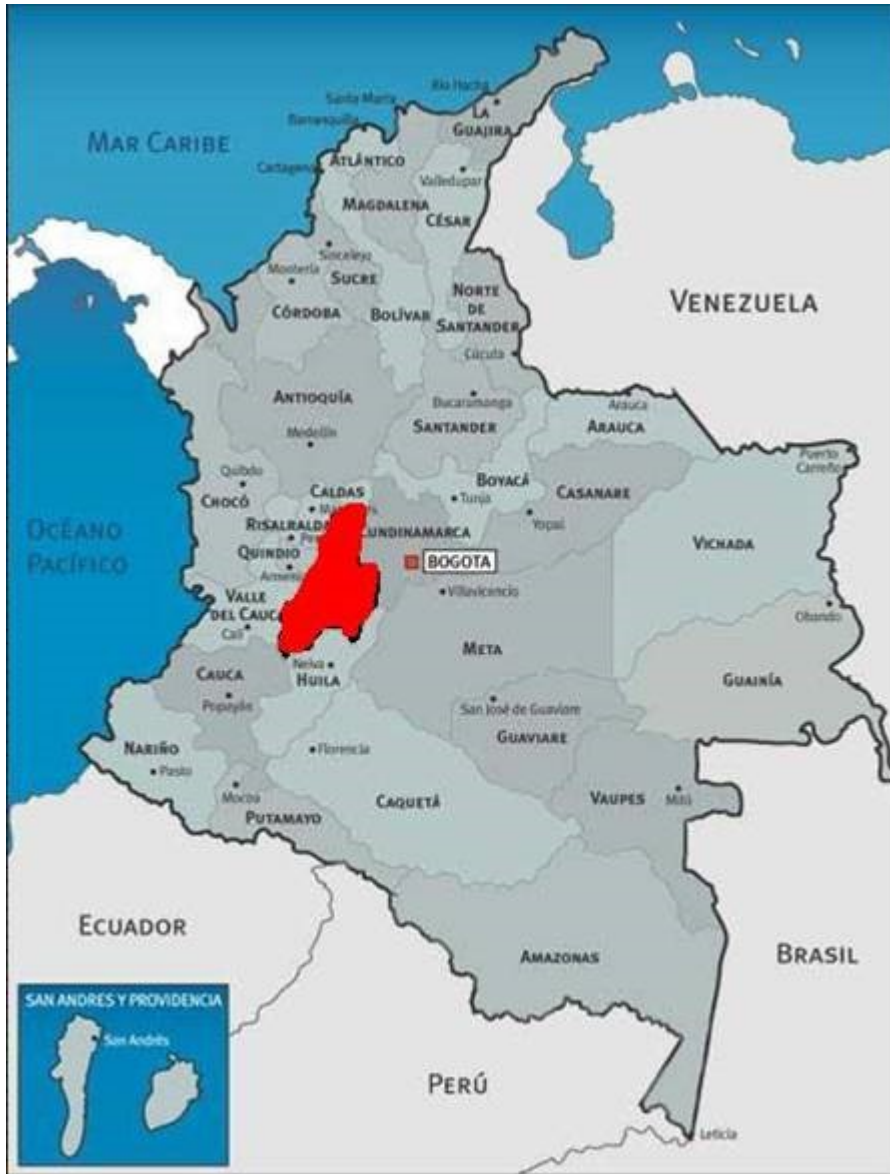 Rio Hacha
Santa Marta
LA
GUAJIRA
Barranquilla
MAR CARIBE
ATLÁNTICO
Cartagena
Valledupar
MAGDALENA
CÉSAR
Sincelejo
Montería
SUCRE
NORTE
DE
SANTANDER
VENEZUELA
CÓRDOBA
BOLÍVAR
Cúcuta
ANTIOQUÍA
Bucaramanga
Arauca
SANTANDER
ARAUCA
Medellín
Puerto
Carreño
Quibdo
BOYACÁ
CALDAS
CASANARE
CHOCÓ
Tunja
RISALRALDA
Yopal
OCÉANO
PACÍFICO
UNDINAMARCA
VICHADA
QUINDIO
BOGOTA
Villavicencio
VALLE
DEL CAUCA
Obando
Cali
META
Neiva
HUILA
CAUCA
GUAINÍA
Popayán
San José de Guaviare
GUAVIARE
NARIÑO
Florencia
Pasto
Mocoa
CAQUETÁ
VAUPES
Mitú
PUTAMAYO
ECUADOR
BRASIL
AMAZONAS
SAN ANDRES Y PROVIDENCIA
San Andrés
PERÚ
Leticia